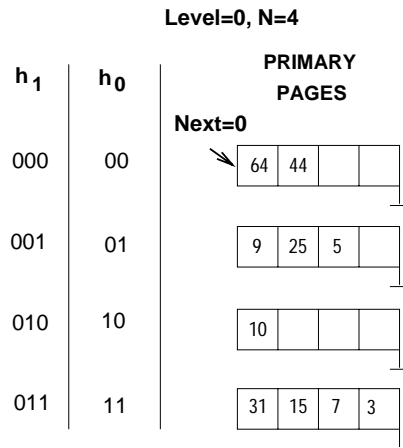 Level=0, N=4
h1 h0 PRIMARY
PAGES
Next=0
000 00 64 44
001 01 9 25 5
010 10 10
011 11 31 15 7 3